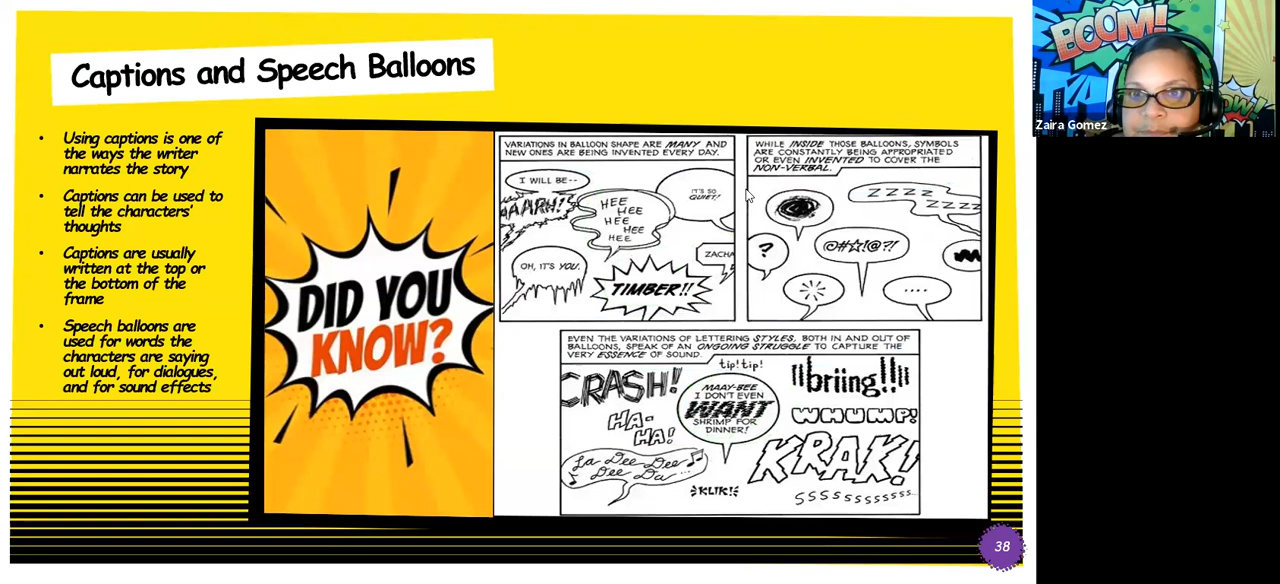 Captions and Speech Balloons
• Using captions is one of
the ways the writer
narrates the story
• Captions can be used to
tell the characters'
thoughts
• Captions are usually
written at the top or
the bottom of the
frame
• Speech balloons are
used for words the
characters are saying
out loud, for dialogues,
and for sound effects
DID YOU
KNOW?
VARIATIONS IN BALLOON SHAPE ARE MANY AND
NEW ONES ARE BEING INVENTED EVERY DAY.
I WILL BE--
AAARH!
HEE
HEE
HEE
HEE
HEE
IT'S SO
QUIET!
OH, IT'S YOU.
TIMBER!!
ZACHA
WHILE INSIDE THOSE BALLOONS, SYMBOLS
ARE CONSTANTLY BEING APPROPRIATED
OR EVEN INVENTED TO COVER THE
NON-VERBAL.
ZZZZ
ZZZZ
?
@#☆!@?!
....
EVEN THE VARIATIONS OF LETTERING STYLES, BOTH IN AND OUT OF
BALLOONS, SPEAK OF AN ONGOING STRUGGLE TO CAPTURE THE
VERY ESSENCE OF SOUND.
CRASH!
tip! tip!
HA-
HA!
MAAY-BEE
I DON'T EVEN
WANT
SHRIMP FOR
DINNER!
briing!!
WHUMP!
KRAK!
La Dee Dee
Dee Da...
KLIK!
SSSSSSSSSSS...
38
BOOM!
OW!
Zaira Gomez